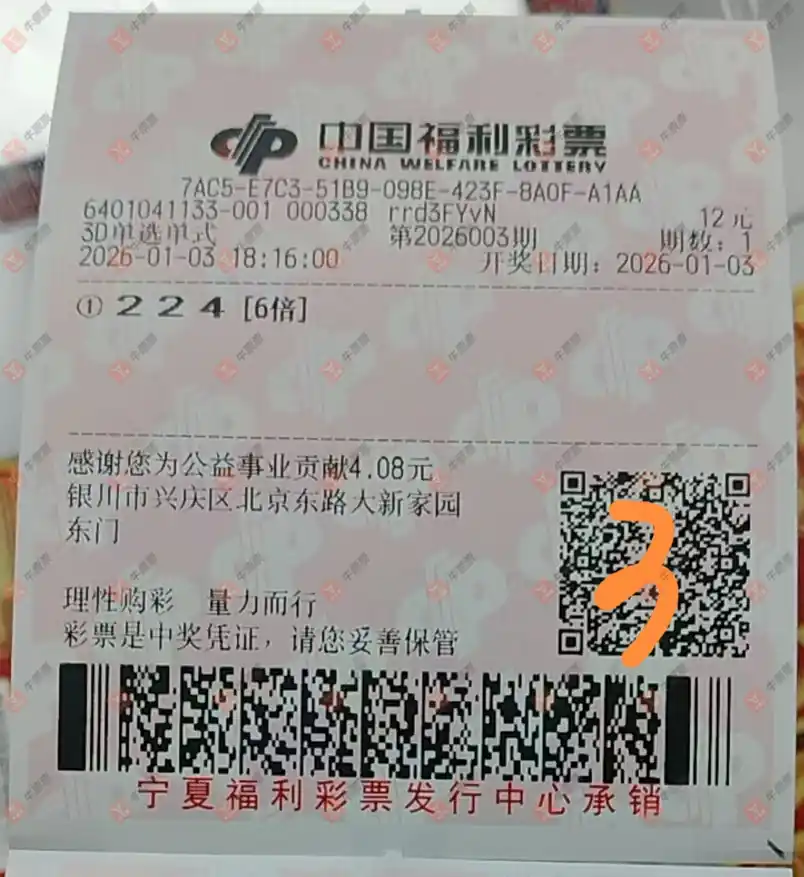 中国福利彩票
CHINA WELFARE LOTTERY
7AC5-E7C3-51B9-098E-423F-8A0F-A1AA
6401041133-001 000338 rrd3FYvN 12元
3D单选单式 第2026003期 期数：1
2026-01-03 18:16:00 开奖日期：2026-01-03
① 2 2 4 [6倍]
感谢您为公益事业贡献4.08元
银川市兴庆区北京东路大新家园
东门
3
理性购彩 量力而行
彩票是中奖凭证，请您妥善保管
宁夏福利彩票发行中心承销